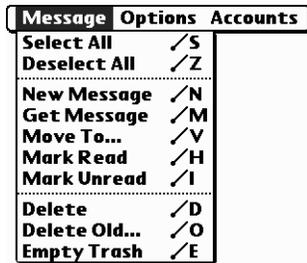 Message Options Accounts
Select All /S
Deselect All /Z
New Message /N
Get Message /M
Move To... /V
Mark Read /H
Mark Unread /I
Delete /D
Delete Old... /O
Empty Trash /E